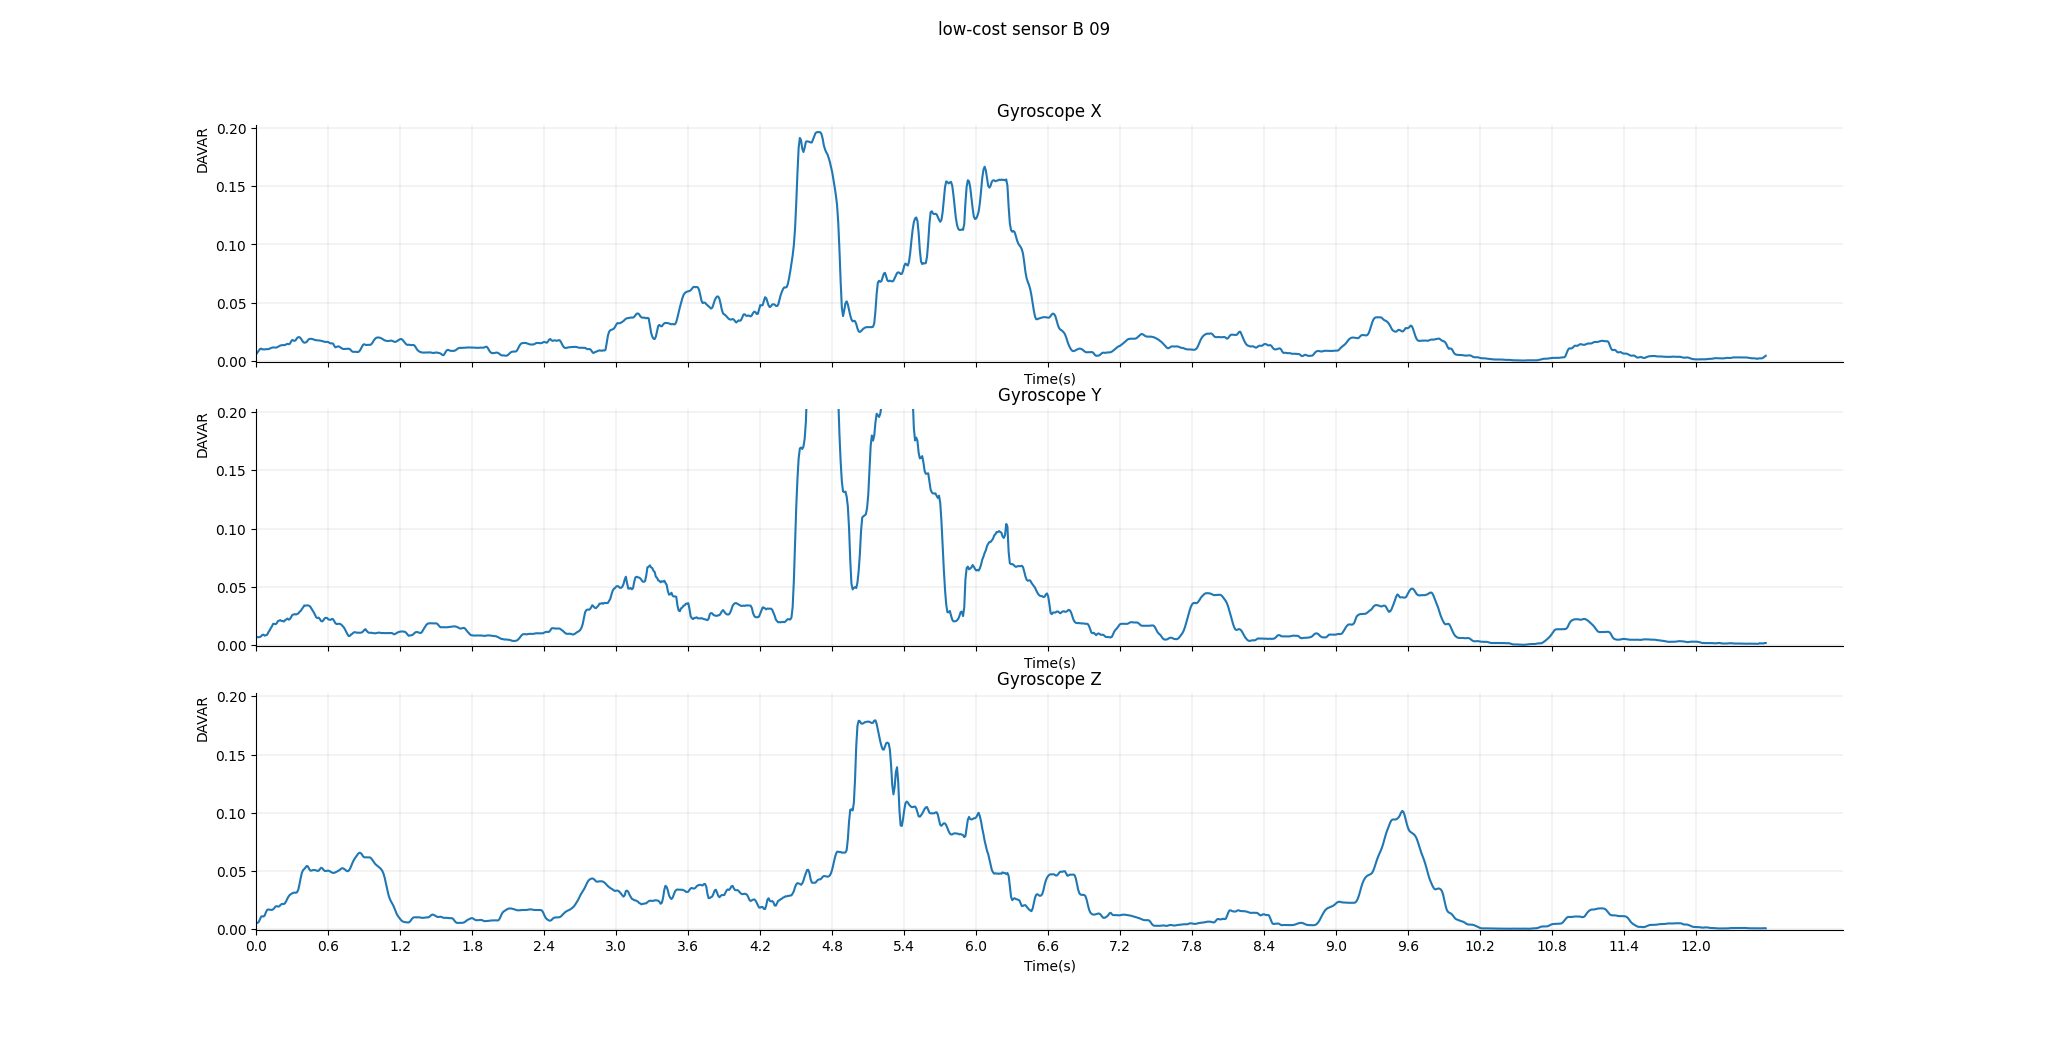 low-cost sensor B 09
Gyroscope X
DAVAR
0.20
0.15
0.10
0.05
0.00
Time(s)
Gyroscope Y
DAVAR
0.20
0.15
0.10
0.05
0.00
Time(s)
Gyroscope Z
DAVAR
0.20
0.15
0.10
0.05
0.00
0.0 0.6 1.2 1.8 2.4 3.0 3.6 4.2 4.8 5.4 6.0 6.6 7.2 7.8 8.4 9.0 9.6 10.2 10.8 11.4 12.0
Time(s)